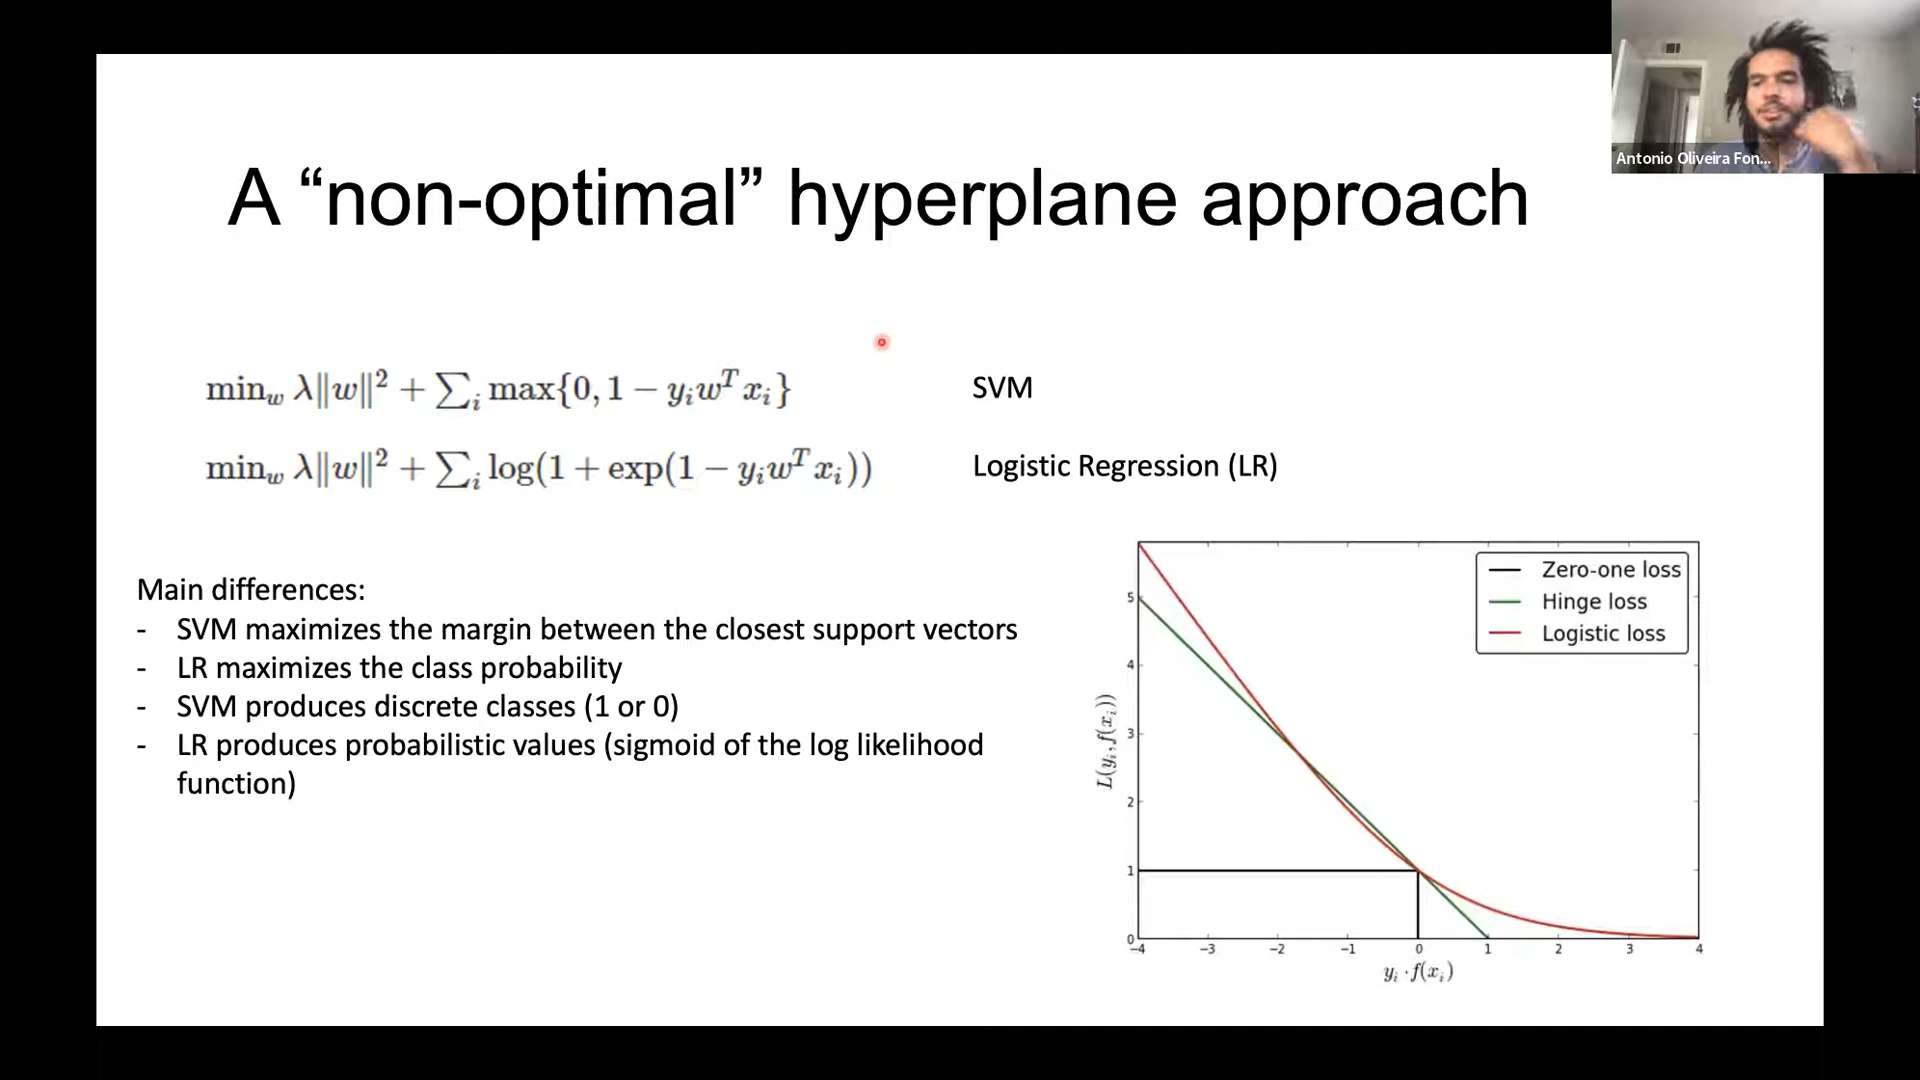 Antonio Oliveira Fon...
A “non-optimal” hyperplane approach
min_w λ‖w‖² + ∑_i max{0, 1 − y_i w^T x_i}
SVM
min_w λ‖w‖² + ∑_i log(1 + exp(1 − y_i w^T x_i))
Logistic Regression (LR)
Main differences:
- SVM maximizes the margin between the closest support vectors
- LR maximizes the class probability
- SVM produces discrete classes (1 or 0)
- LR produces probabilistic values (sigmoid of the log likelihood
function)
Zero-one loss
Hinge loss
Logistic loss
L(y_i, f(x_i))
5
4
3
2
1
0
−4 −3 −2 −1 0 1 2 3 4
y_i · f(x_i)